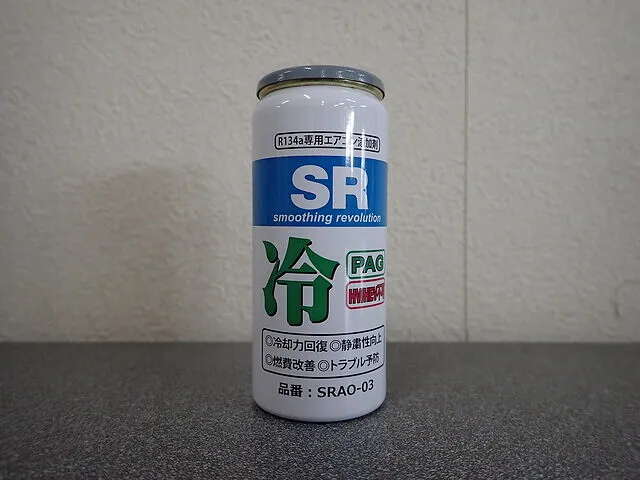 R134a専用エアコン添加剤
SR
smoothing revolution
冷
PAG
◎冷却力回復◎静粛性向上
◎燃費改善◎トラブル予防
品番：SRAO-03